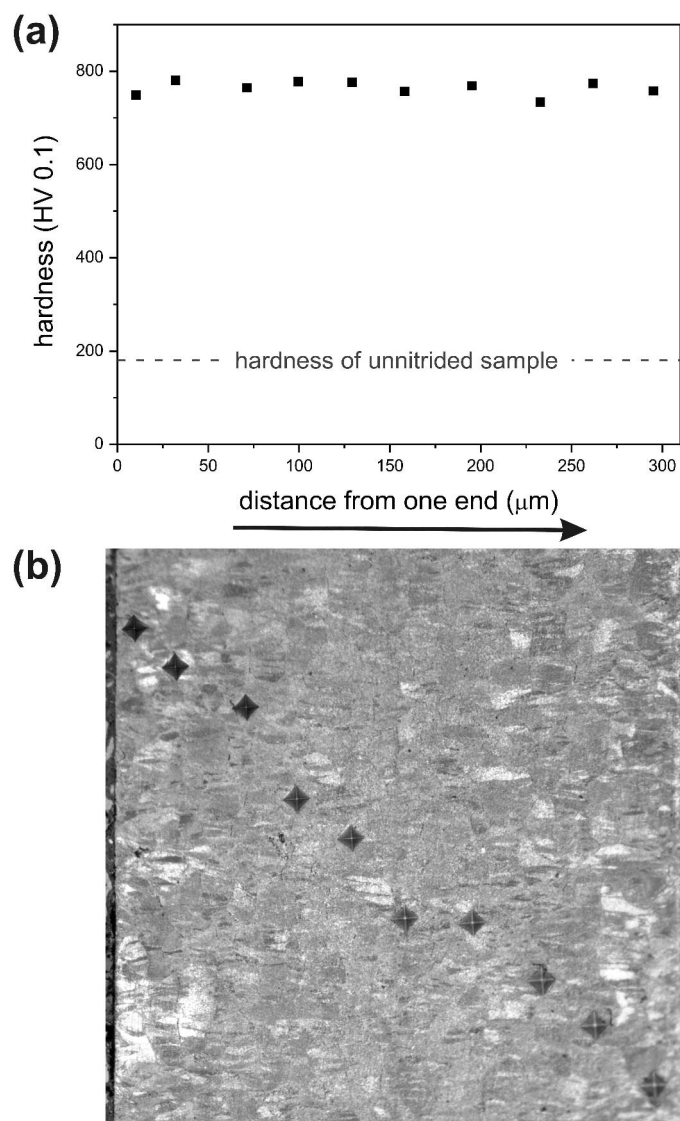 (a)
hardness (HV 0.1)
800
600
400
200
0
hardness of unnitrided sample
0 50 100 150 200 250 300
distance from one end (μm)
(b)